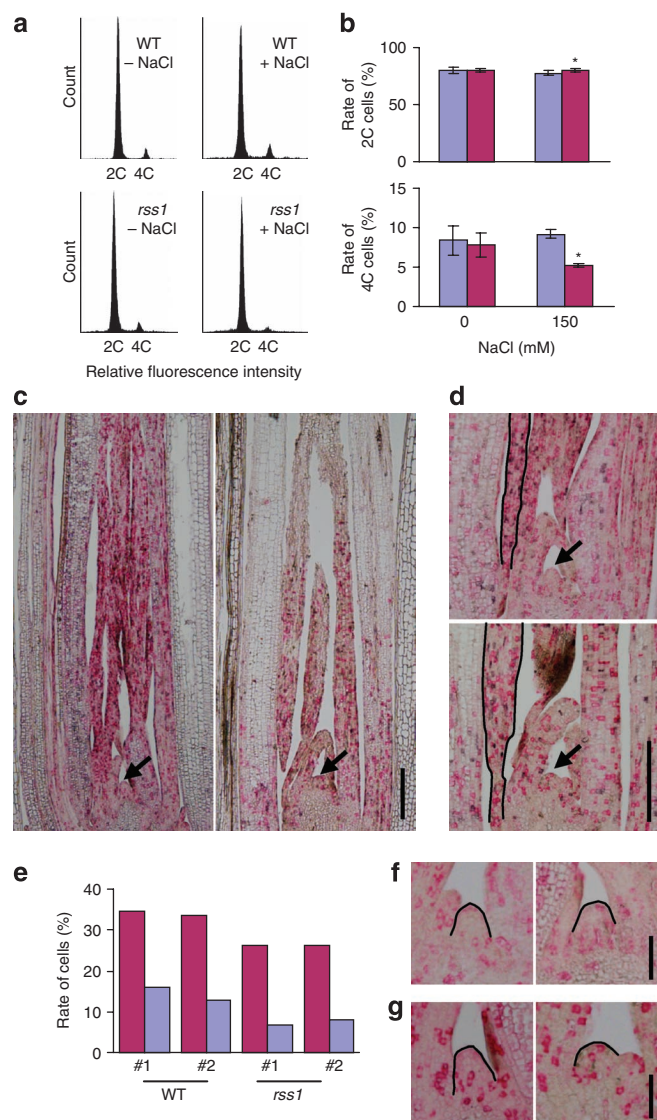 a
WT
– NaCl
WT
+ NaCl
Count
2C 4C
2C 4C
rss1
– NaCl
rss1
+ NaCl
Count
2C 4C
2C 4C
Relative fluorescence intensity
b
Rate of
2C cells (%)
100
50
0
*
Rate of
4C cells (%)
15
10
5
0
*
0
150
NaCl (mM)
c
d
e
Rate of cells (%)
40
30
20
10
0
#1
#2
#1
#2
WT
rss1
f
g